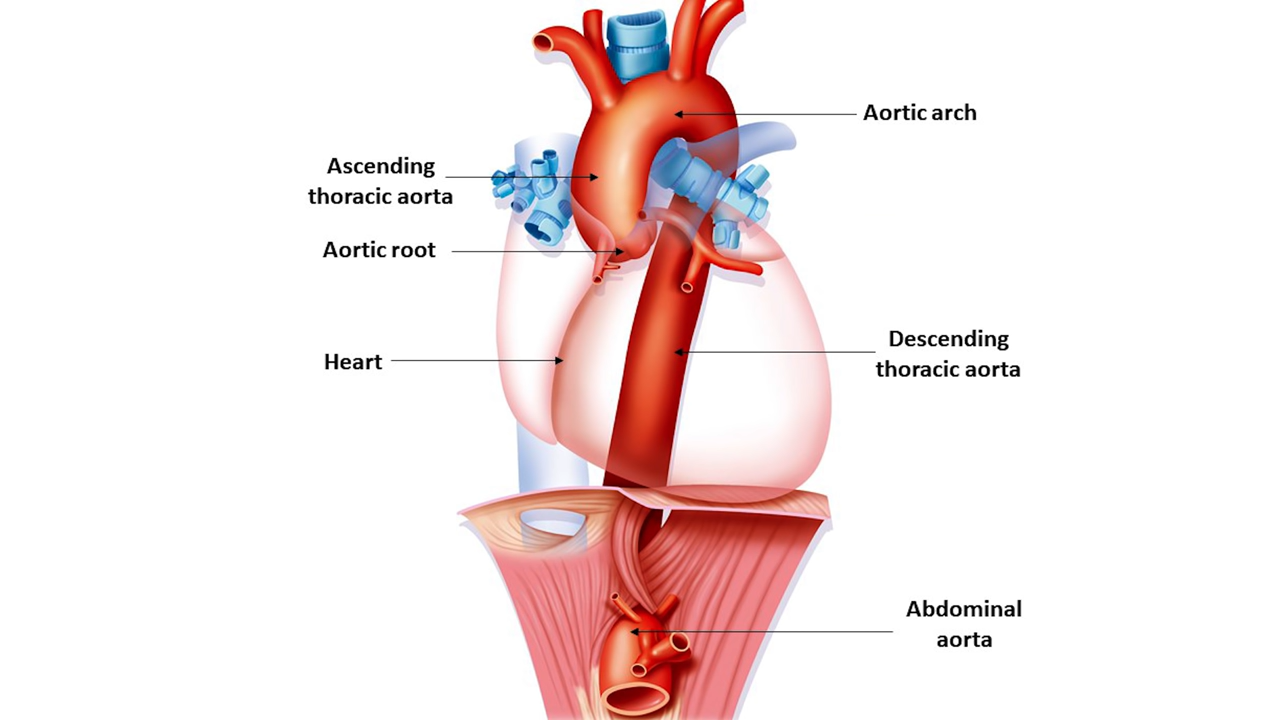 Aortic arch
Ascending
thoracic aorta
Aortic root
Descending
thoracic aorta
Heart
Abdominal
aorta